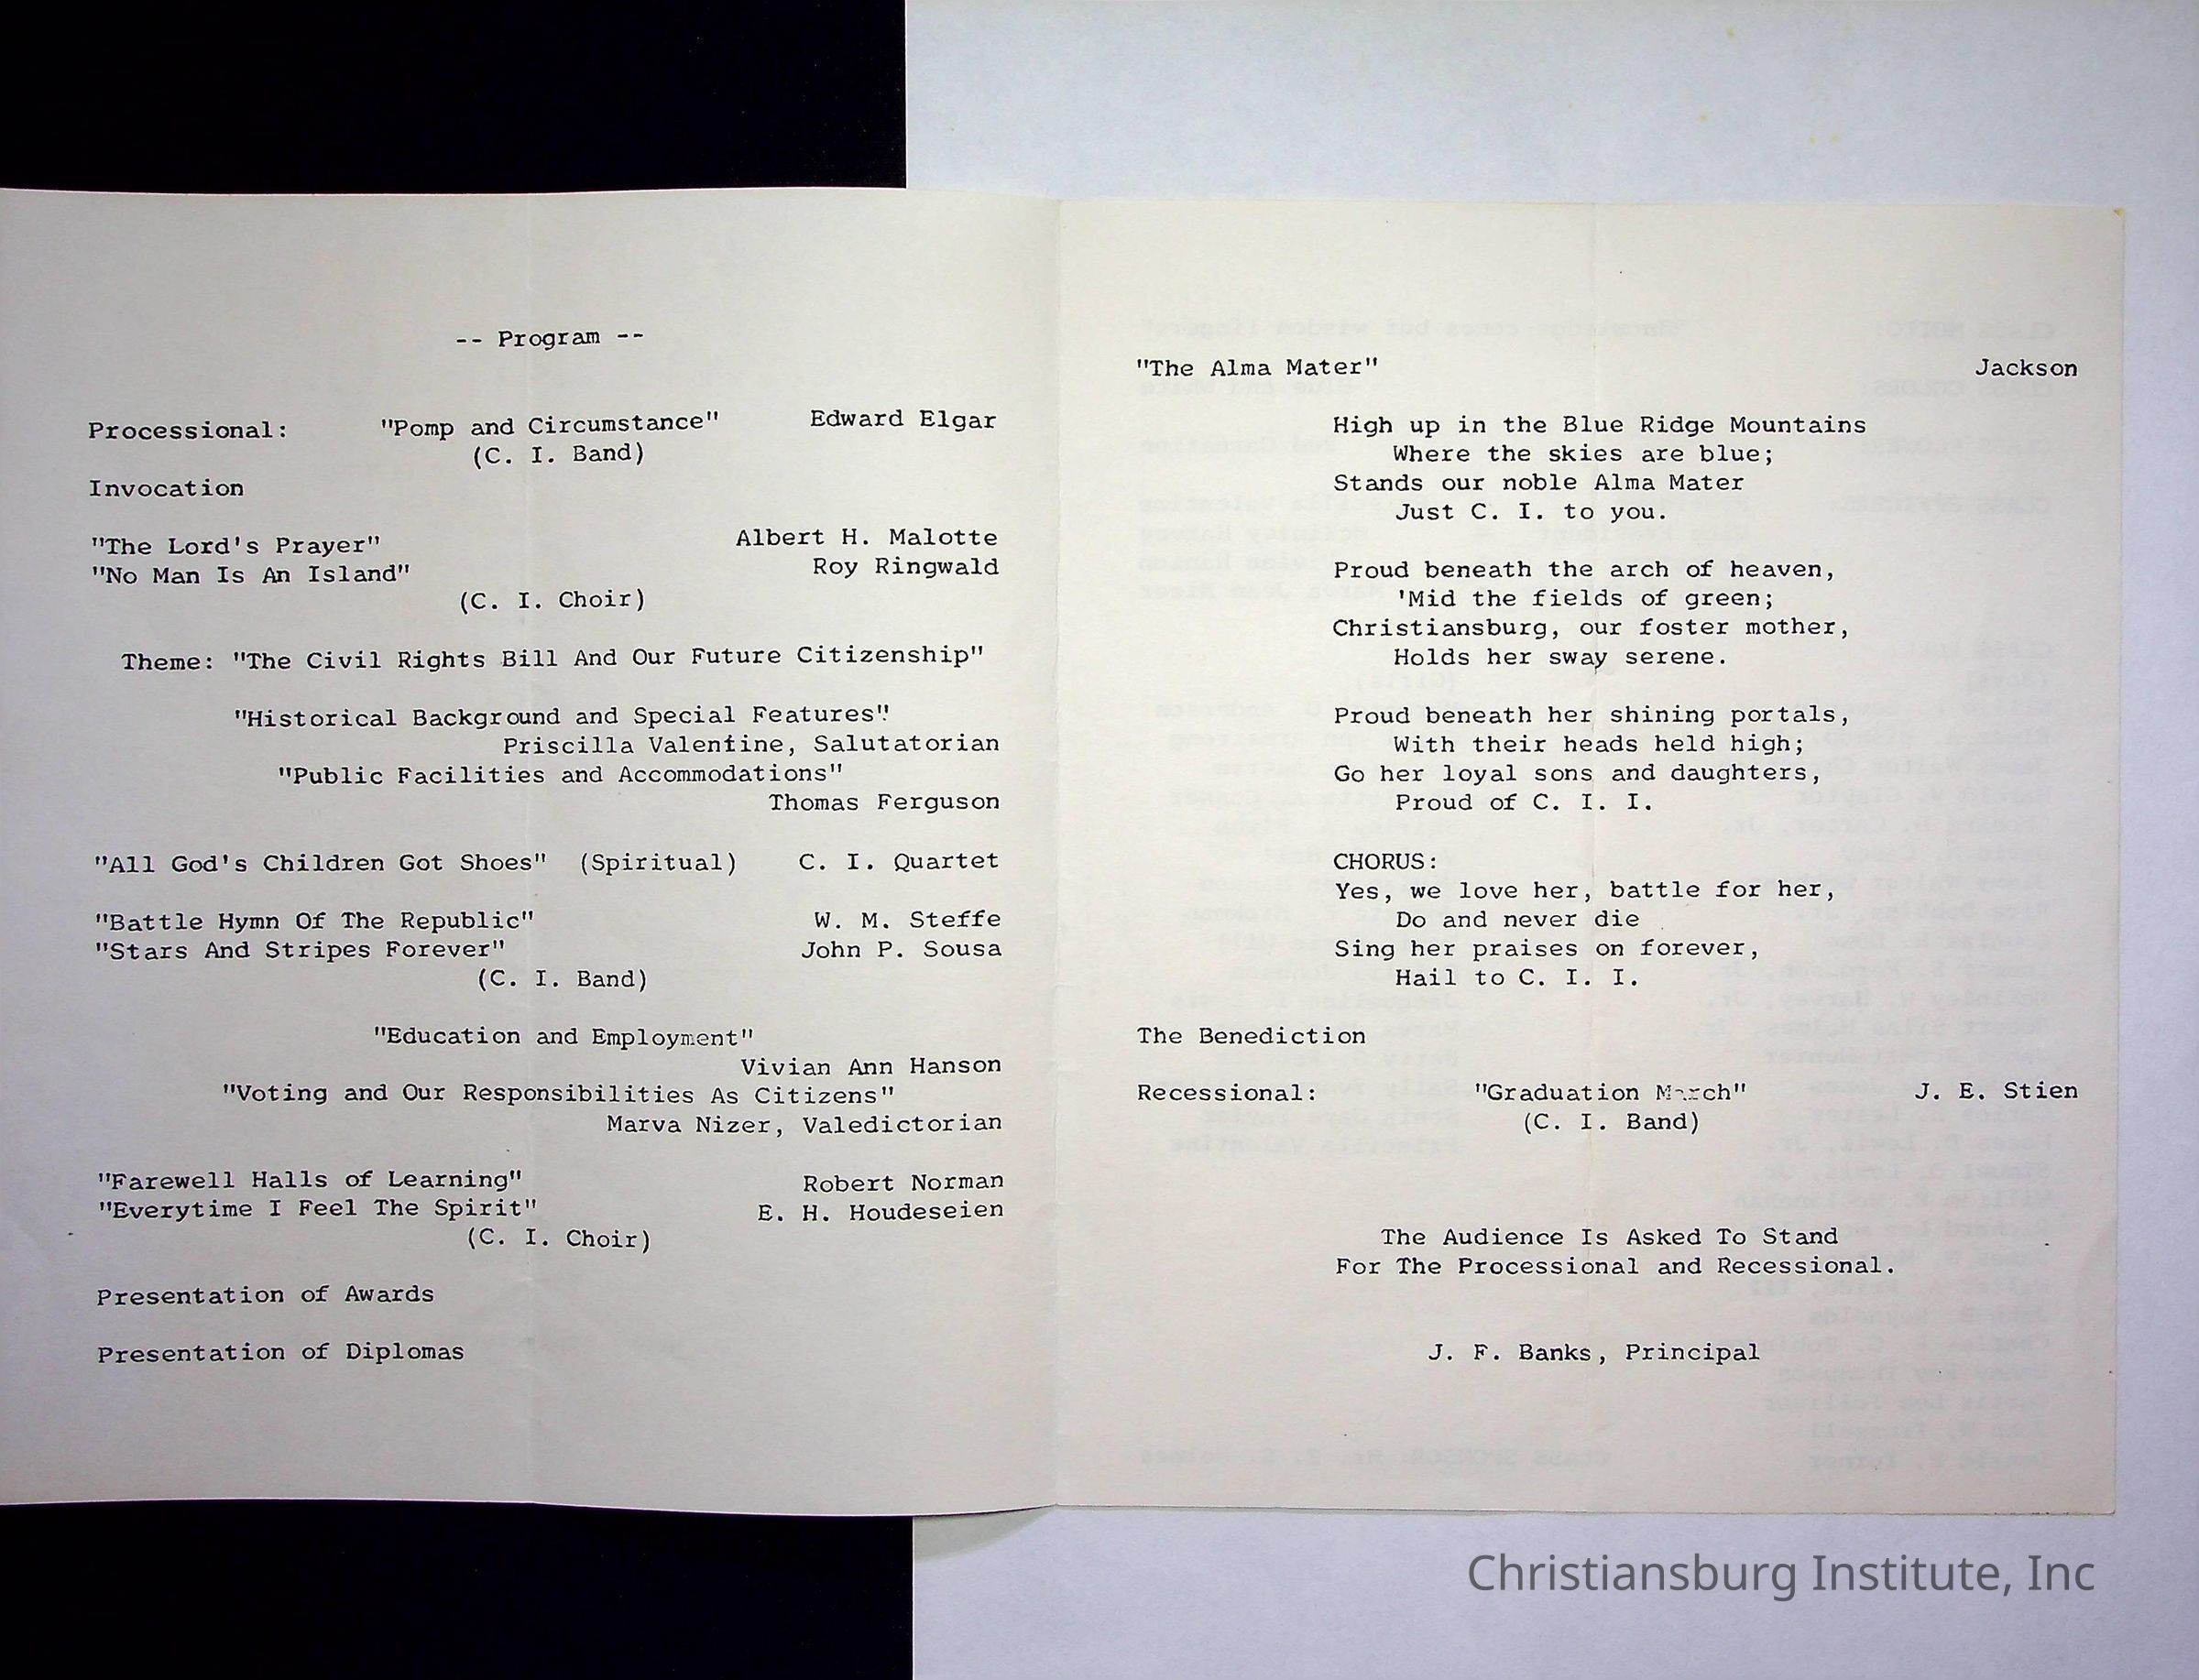 -- Program --
Processional: "Pomp and Circumstance" Edward Elgar
(C. I. Band)
Invocation
"The Lord's Prayer" Albert H. Malotte
"No Man Is An Island" Roy Ringwald
(C. I. Choir)
Theme: "The Civil Rights Bill And Our Future Citizenship"
"Historical Background and Special Features"
Priscilla Valentine, Salutatorian
"Public Facilities and Accommodations"
Thomas Ferguson
"All God's Children Got Shoes" (Spiritual) C. I. Quartet
"Battle Hymn Of The Republic" W. M. Steffe
"Stars And Stripes Forever" John P. Sousa
(C. I. Band)
"Education and Employment"
Vivian Ann Hanson
"Voting and Our Responsibilities As Citizens"
Marva Nizer, Valedictorian
"Farewell Halls of Learning" Robert Norman
"Everytime I Feel The Spirit" E. H. Houdeseien
(C. I. Choir)
Presentation of Awards
Presentation of Diplomas
"The Alma Mater" Jackson
High up in the Blue Ridge Mountains
Where the skies are blue;
Stands our noble Alma Mater
Just C. I. to you.
Proud beneath the arch of heaven,
'Mid the fields of green;
Christiansburg, our foster mother,
Holds her sway serene.
Proud beneath her shining portals,
With their heads held high;
Go her loyal sons and daughters,
Proud of C. I. I.
CHORUS:
Yes, we love her, battle for her,
Do and never die
Sing her praises on forever,
Hail to C. I. I.
The Benediction
Recessional: "Graduation March" J. E. Stien
(C. I. Band)
The Audience Is Asked To Stand
For The Processional and Recessional.
J. F. Banks, Principal
Christiansburg Institute, Inc